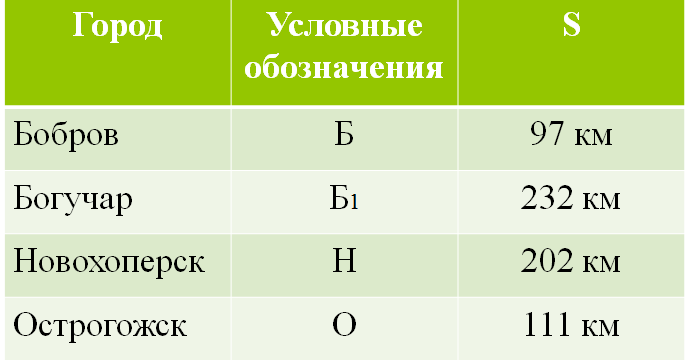 Город Условные обозначения S
Бобров Б 97 км
Богучар Б1 232 км
Новохоперск Н 202 км
Острогожск О 111 км